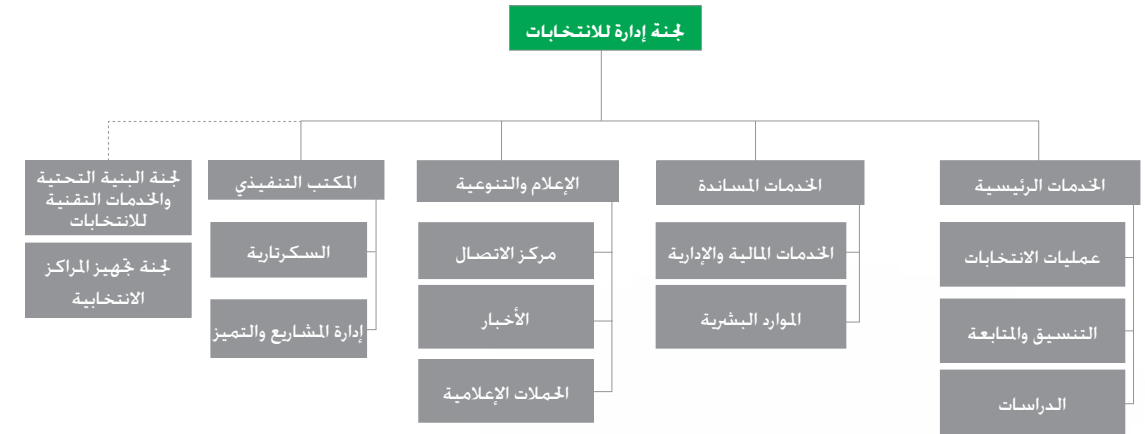 لجنة إدارة للانتخابات
الخدمات الرئيسية
عمليات الانتخابات
التنسيق والمتابعة
الدراسات
الخدمات المساندة
الخدمات المالية والإدارية
الموارد البشرية
الإعلام والتنوعية
مركز الاتصال
الأخبار
الحملات الإعلامية
المكتب التنفيذي
السكرتارية
إدارة المشاريع والتميز
لجنة البنية التحتية
والخدمات التقنية
للانتخابات
لجنة تجهيز المراكز
الانتخابية